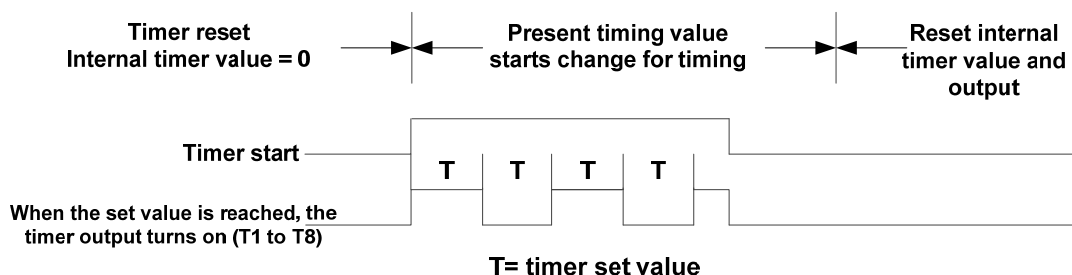 Timer reset
Internal timer value = 0
Present timing value
starts change for timing
Reset internal
timer value and
output
Timer start
T T T T
When the set value is reached, the
timer output turns on (T1 to T8)
T= timer set value